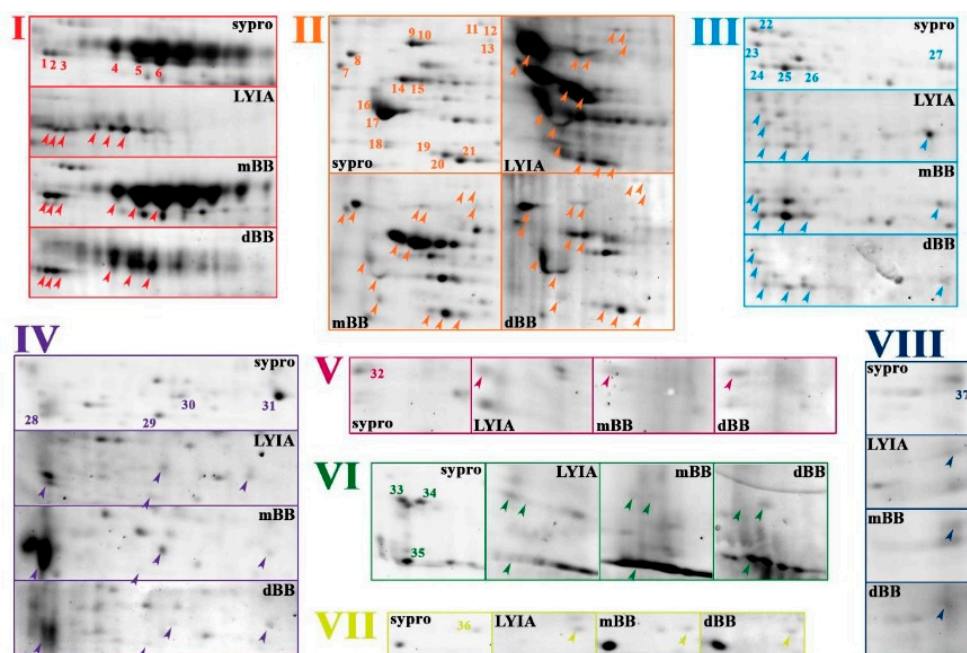 I
sypro
1 2 3 4 5 6
LYIA
mBB
dBB
II
9 10 11 12
13
8
7
14 15
16
17
18 19 21
20
sypro
LYIA
mBB
dBB
III
22 sypro
23 27
24 25 26
LYIA
mBB
dBB
IV
sypro
30
28 29 31
LYIA
mBB
dBB
V
32
sypro
LYIA
mBB
dBB
VI
sypro
33 34
35
LYIA
mBB
dBB
VII
sypro 36
LYIA
mBB
dBB
VIII
sypro
37
LYIA
mBB
dBB